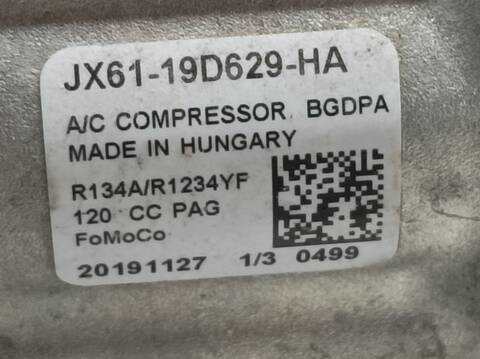 JX61-19D629-HA
A/C COMPRESSOR BGDPA
MADE IN HUNGARY
R134A/R1234YF
120 CC PAG
FoMoCo
20191127 1/3 0499